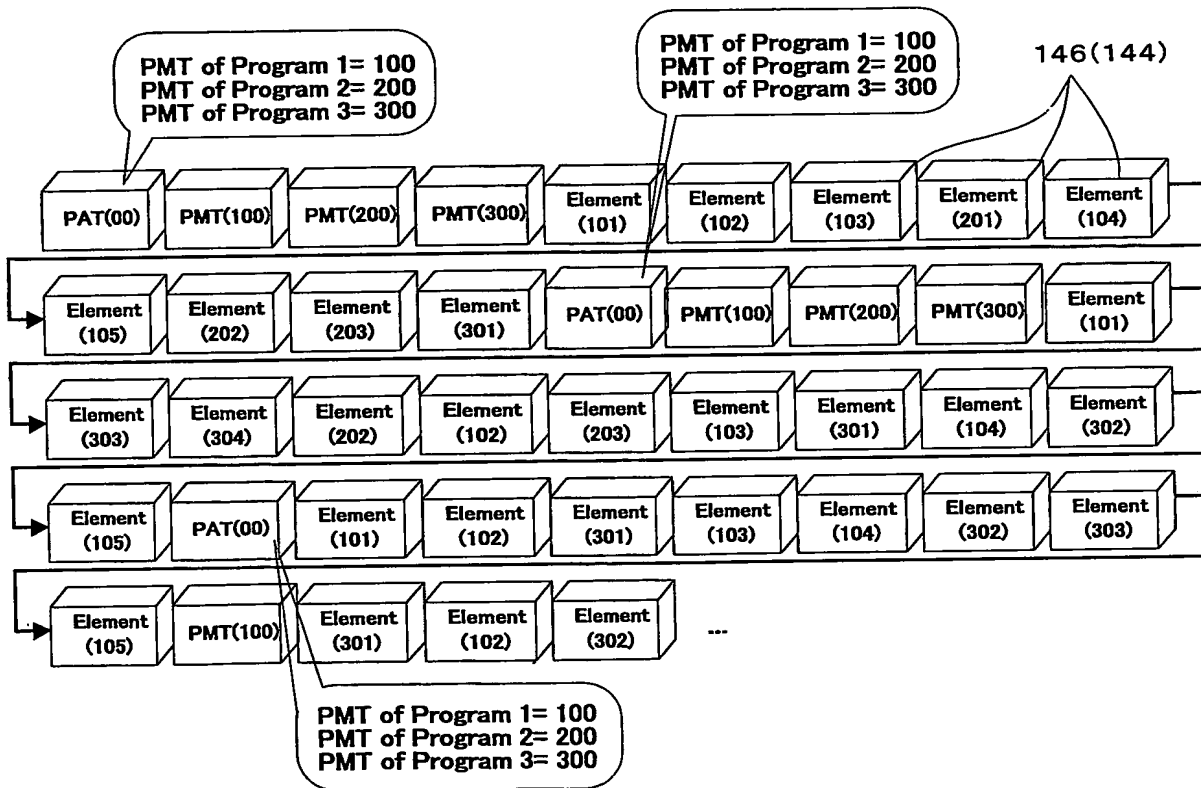 PMT of Program 1= 100
PMT of Program 2= 200
PMT of Program 3= 300
PMT of Program 1= 100
PMT of Program 2= 200
PMT of Program 3= 300
146(144)
PAT(00) PMT(100) PMT(200) PMT(300) Element (101) Element (102) Element (103) Element (201) Element (104)
Element (105) Element (202) Element (203) Element (301) PAT(00) PMT(100) PMT(200) PMT(300) Element (101)
Element (303) Element (304) Element (202) Element (102) Element (203) Element (103) Element (301) Element (104) Element (302)
Element (105) PAT(00) Element (101) Element (102) Element (301) Element (103) Element (104) Element (302) Element (303)
Element (105) PMT(100) Element (301) Element (102) Element (302) ...
PMT of Program 1= 100
PMT of Program 2= 200
PMT of Program 3= 300